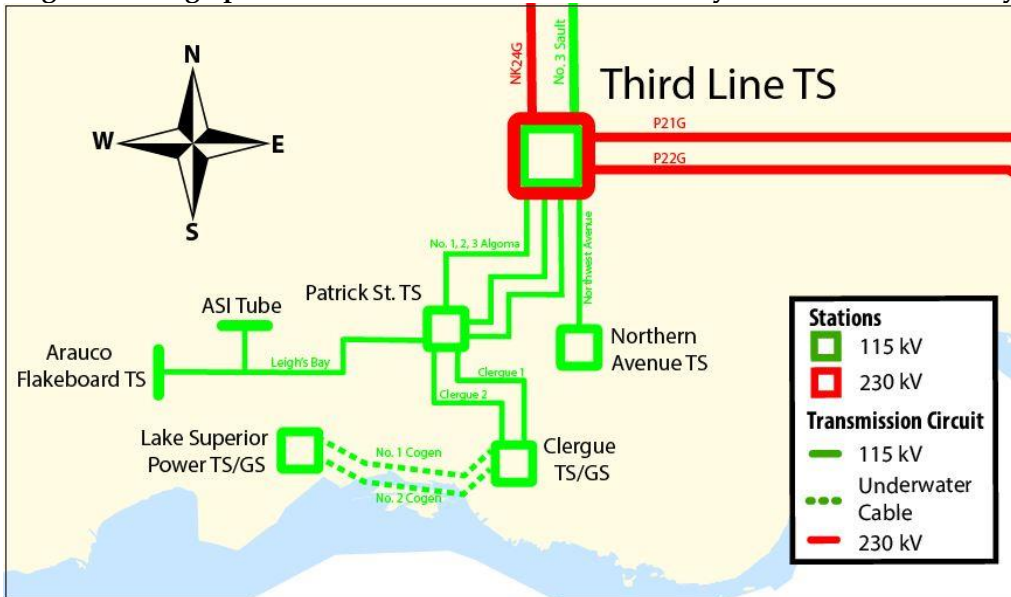 NK24G
No. 3 Sault
Third Line TS
N
W
E
S
P21G
P22G
No. 1, 2, 3 Algoma
Northwest Avenue
Patrick St. TS
ASI Tube
Arauco
Flakeboard TS
Leigh's Bay
Northern
Avenue TS
Clergue 1
Clergue 2
Lake Superior
Power TS/GS
No. 1 Cogen
No. 2 Cogen
Clergue
TS/GS
Stations
115 kV
230 kV
Transmission Circuit
115 kV
Underwater
Cable
230 kV